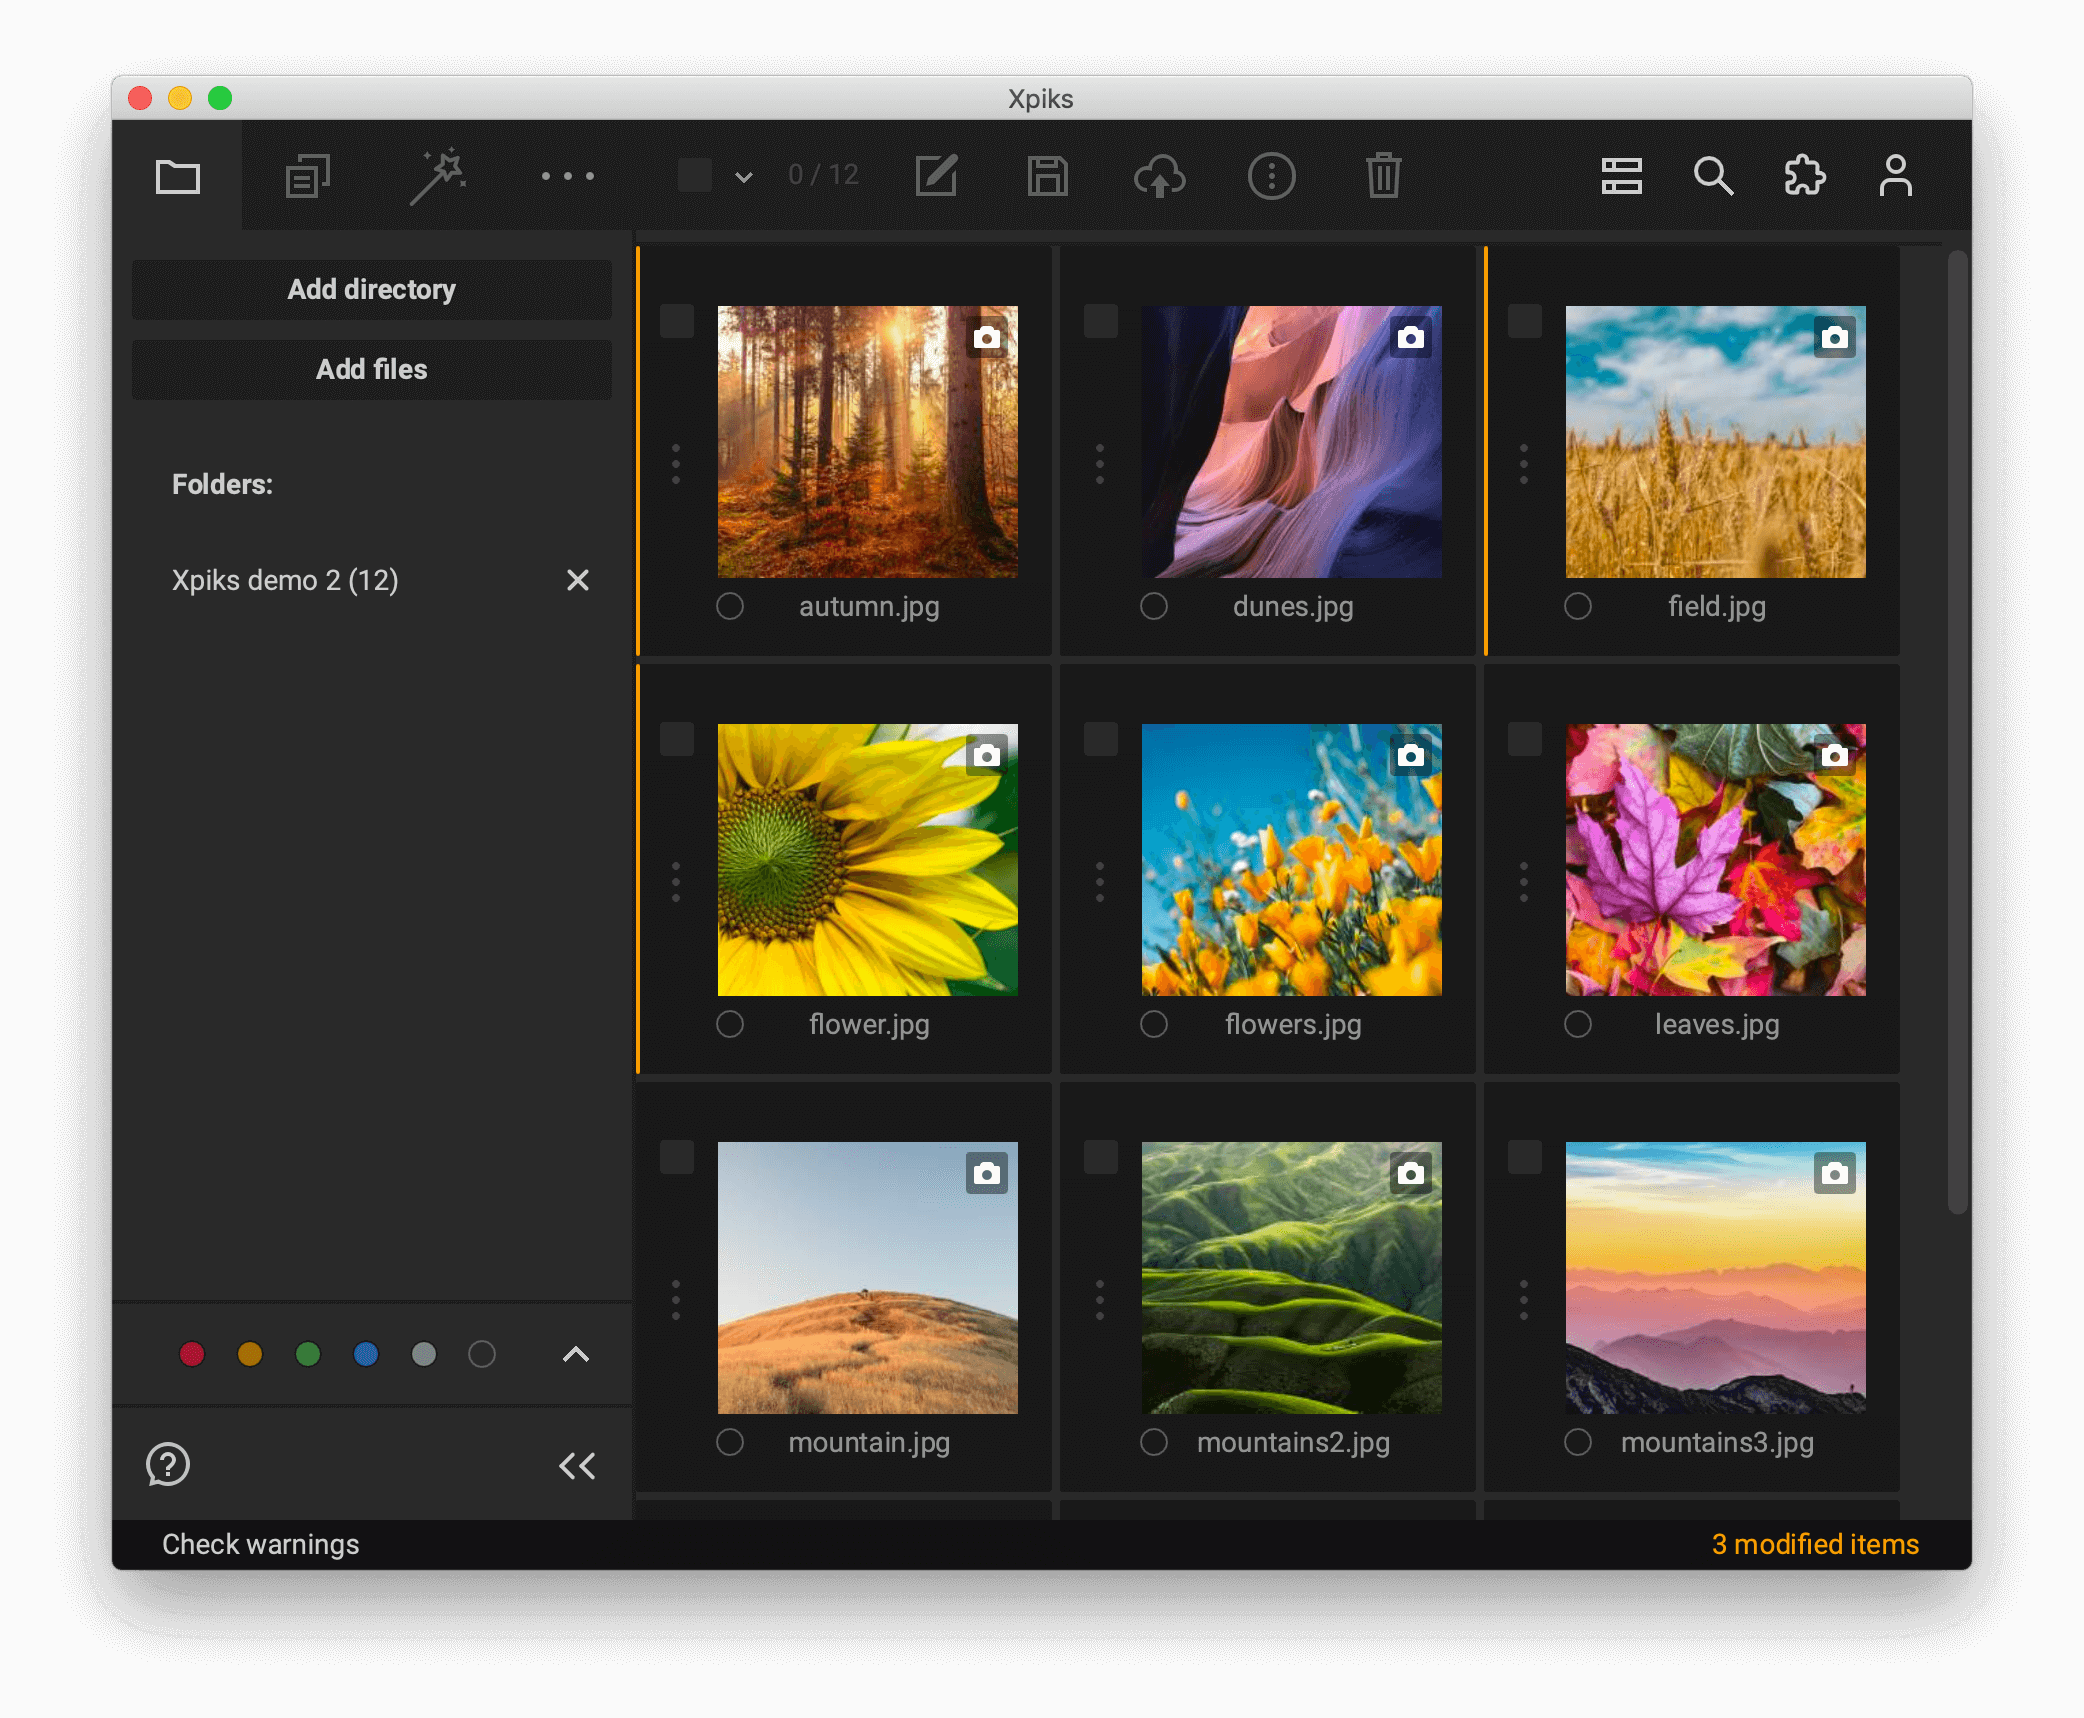 Xpiks
0 / 12
Add directory
Add files
Folders:
Xpiks demo 2 (12)
autumn.jpg
dunes.jpg
field.jpg
flower.jpg
flowers.jpg
leaves.jpg
mountain.jpg
mountains2.jpg
mountains3.jpg
Check warnings
3 modified items